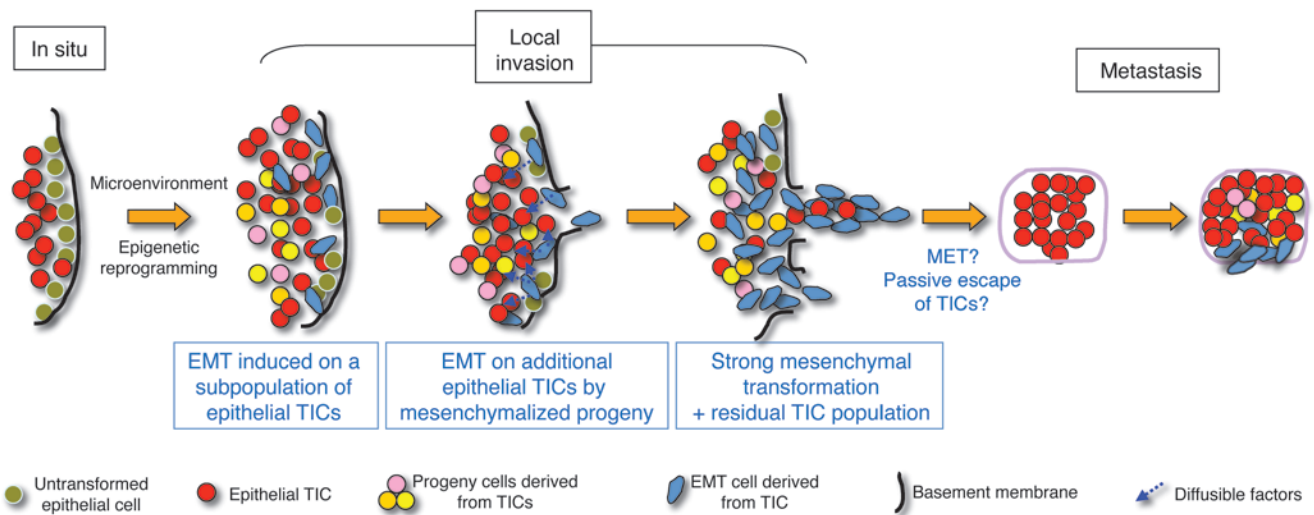 In situ
Local
invasion
Metastasis
Microenvironment
Epigenetic
reprogramming
MET?
Passive escape
of TICs?
EMT induced on a
subpopulation of
epithelial TICs
EMT on additional
epithelial TICs by
mesenchymalized progeny
Strong mesenchymal
transformation
+ residual TIC population
Untransformed
epithelial cell
Epithelial TIC
Progeny cells derived
from TICs
EMT cell derived
from TIC
Basement membrane
Diffusible factors